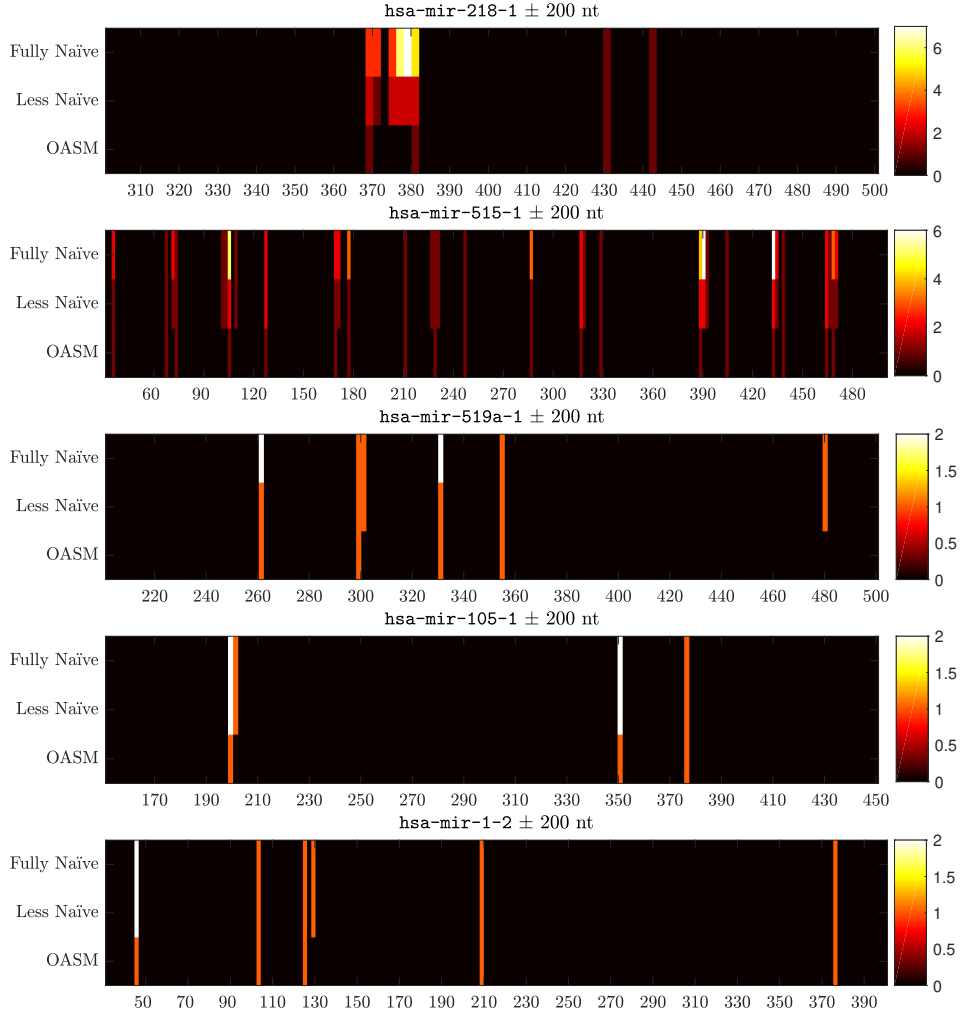 hsa-mir-218-1 ± 200 nt
Fully Naïve
Less Naïve
OASM
310 320 330 340 350 360 370 380 390 400 410 420 430 440 450 460 470 480 490 500
6
4
2
0
hsa-mir-515-1 ± 200 nt
Fully Naïve
Less Naïve
OASM
60 90 120 150 180 210 240 270 300 330 360 390 420 450 480
6
4
2
0
hsa-mir-519a-1 ± 200 nt
Fully Naïve
Less Naïve
OASM
220 240 260 280 300 320 340 360 380 400 420 440 460 480 500
2
1.5
1
0.5
0
hsa-mir-105-1 ± 200 nt
Fully Naïve
Less Naïve
OASM
170 190 210 230 250 270 290 310 330 350 370 390 410 430 450
2
1.5
1
0.5
0
hsa-mir-1-2 ± 200 nt
Fully Naïve
Less Naïve
OASM
50 70 90 110 130 150 170 190 210 230 250 270 290 310 330 350 370 390
2
1.5
1
0.5
0